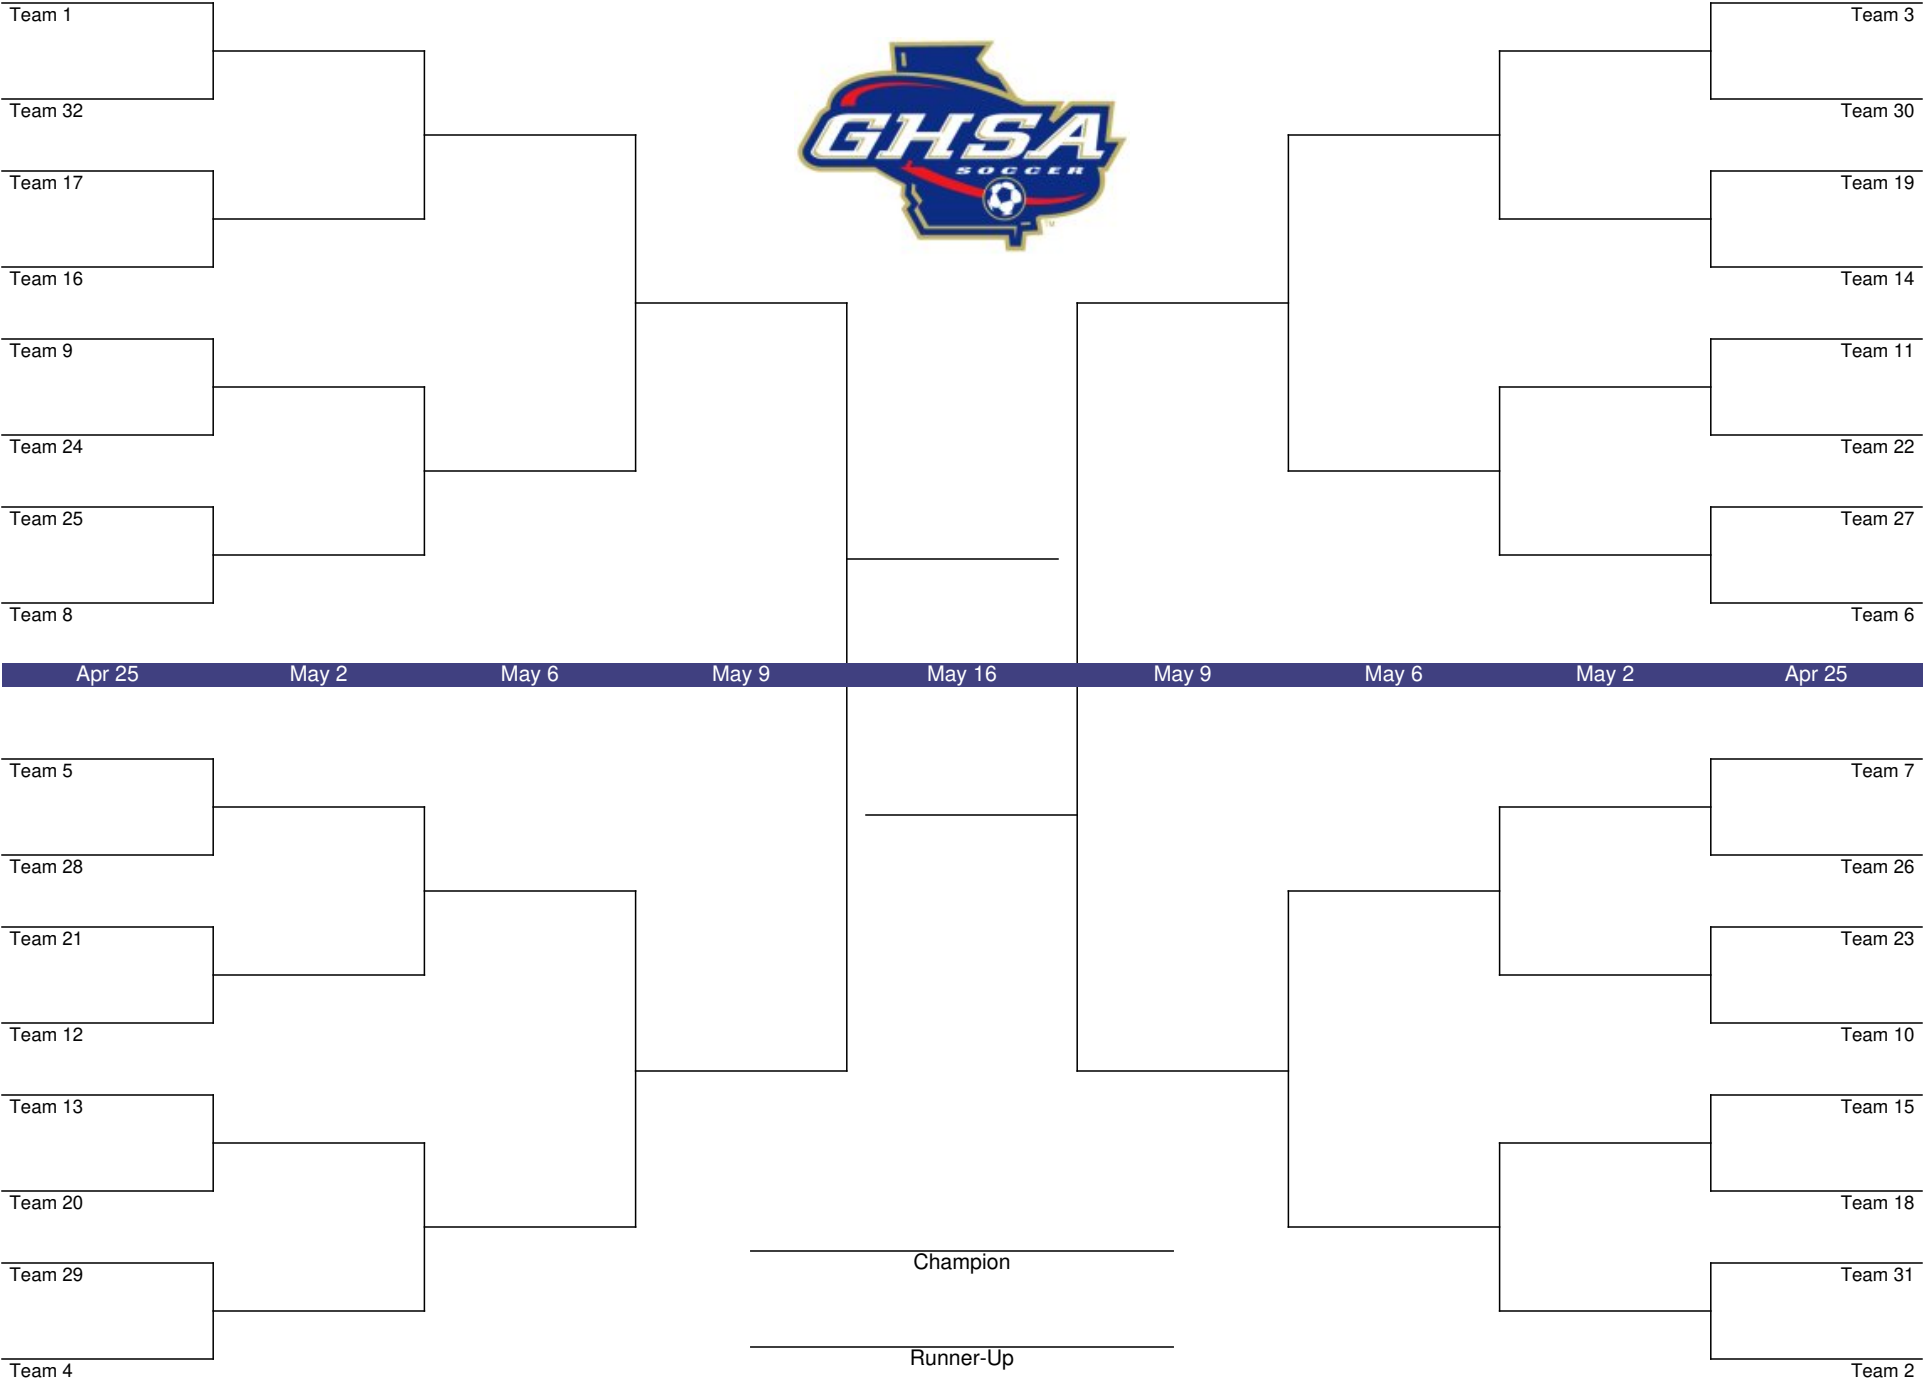 Team 1
Team 3
Team 32
Team 30
GHSA
SOCCER
TM
Team 17
Team 19
Team 16
Team 14
Team 9
Team 11
Team 24
Team 22
Team 25
Team 27
Team 8
Team 6
Apr 25 May 2 May 6 May 9 May 16 May 9 May 6 May 2 Apr 25
Team 5
Team 7
Team 28
Team 26
Team 21
Team 23
Team 12
Team 10
Team 13
Team 15
Team 20
Team 18
Champion
Team 29
Team 31
Runner-Up
Team 4
Team 2